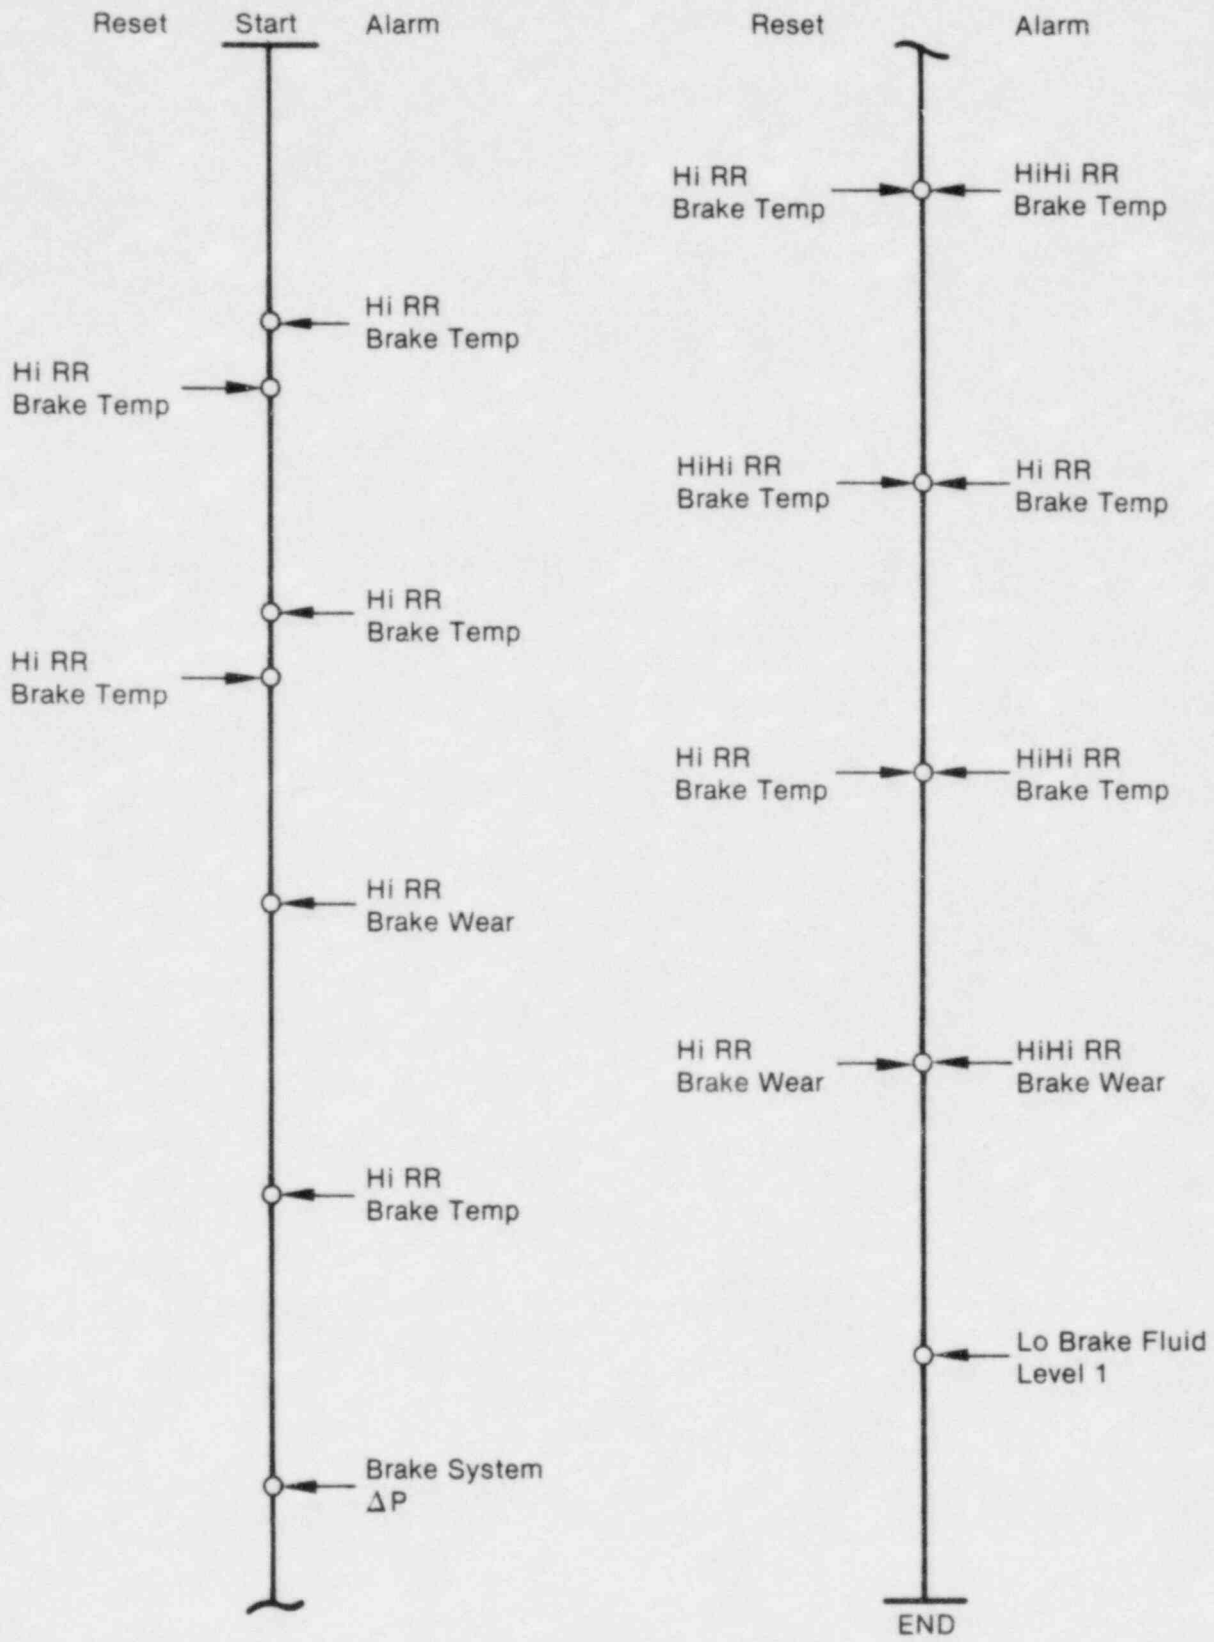 Reset Start Alarm
Hi RR
Brake Temp
Hi RR
Brake Temp
Hi RR
Brake Temp
Hi RR
Brake Temp
Hi RR
Brake Wear
Hi RR
Brake Temp
Brake System
ΔP
Reset Alarm
Hi RR
Brake Temp
HiHi RR
Brake Temp
HiHi RR
Brake Temp
Hi RR
Brake Temp
Hi RR
Brake Temp
HiHi RR
Brake Temp
Hi RR
Brake Wear
HiHi RR
Brake Wear
Lo Brake Fluid
Level 1
END